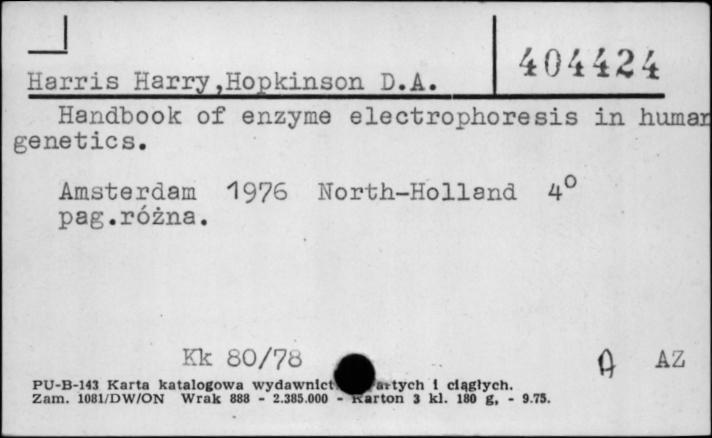 404424
Harris Harry,Hopkinson D.A.
Handbook of enzyme electrophoresis in human
genetics.
Amsterdam 1976 North-Holland 4°
pag.różna.
Kk 80/78 A AZ
PU-B-143 Karta katalogowa wydawnict artych i ciągłych.
Zam. 1081/DW/ON Wrak 888 - 2.385.000 - Karton 3 kl. 180 g, - 9.75.